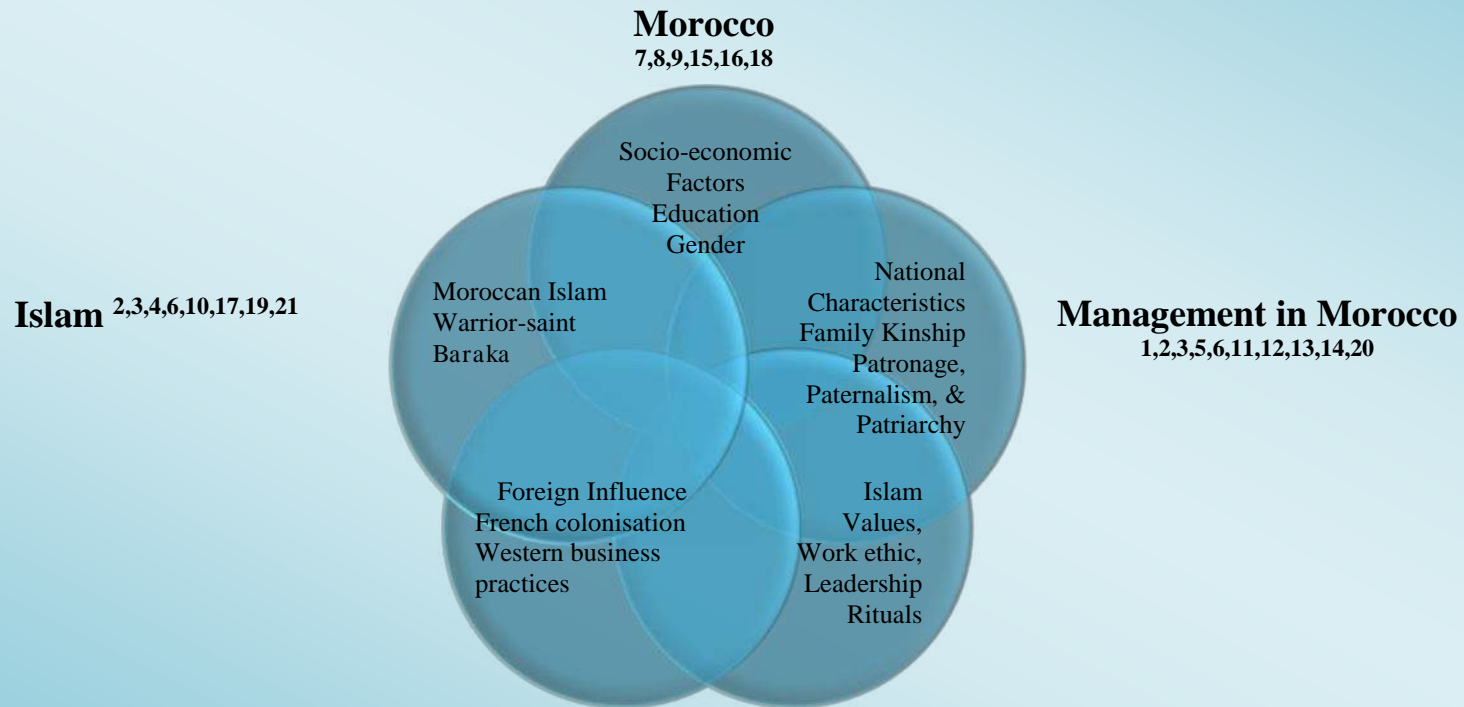 Morocco
7,8,9,15,16,18
Socio-economic
Factors
Education
Gender
Islam 2,3,4,6,10,17,19,21
Moroccan Islam
Warrior-saint
Baraka
National
Characteristics
Family Kinship
Patronage,
Paternalism, &
Patriarchy
Management in Morocco
1,2,3,5,6,11,12,13,14,20
Foreign Influence
French colonisation
Western business
practices
Islam
Values,
Work ethic,
Leadership
Rituals